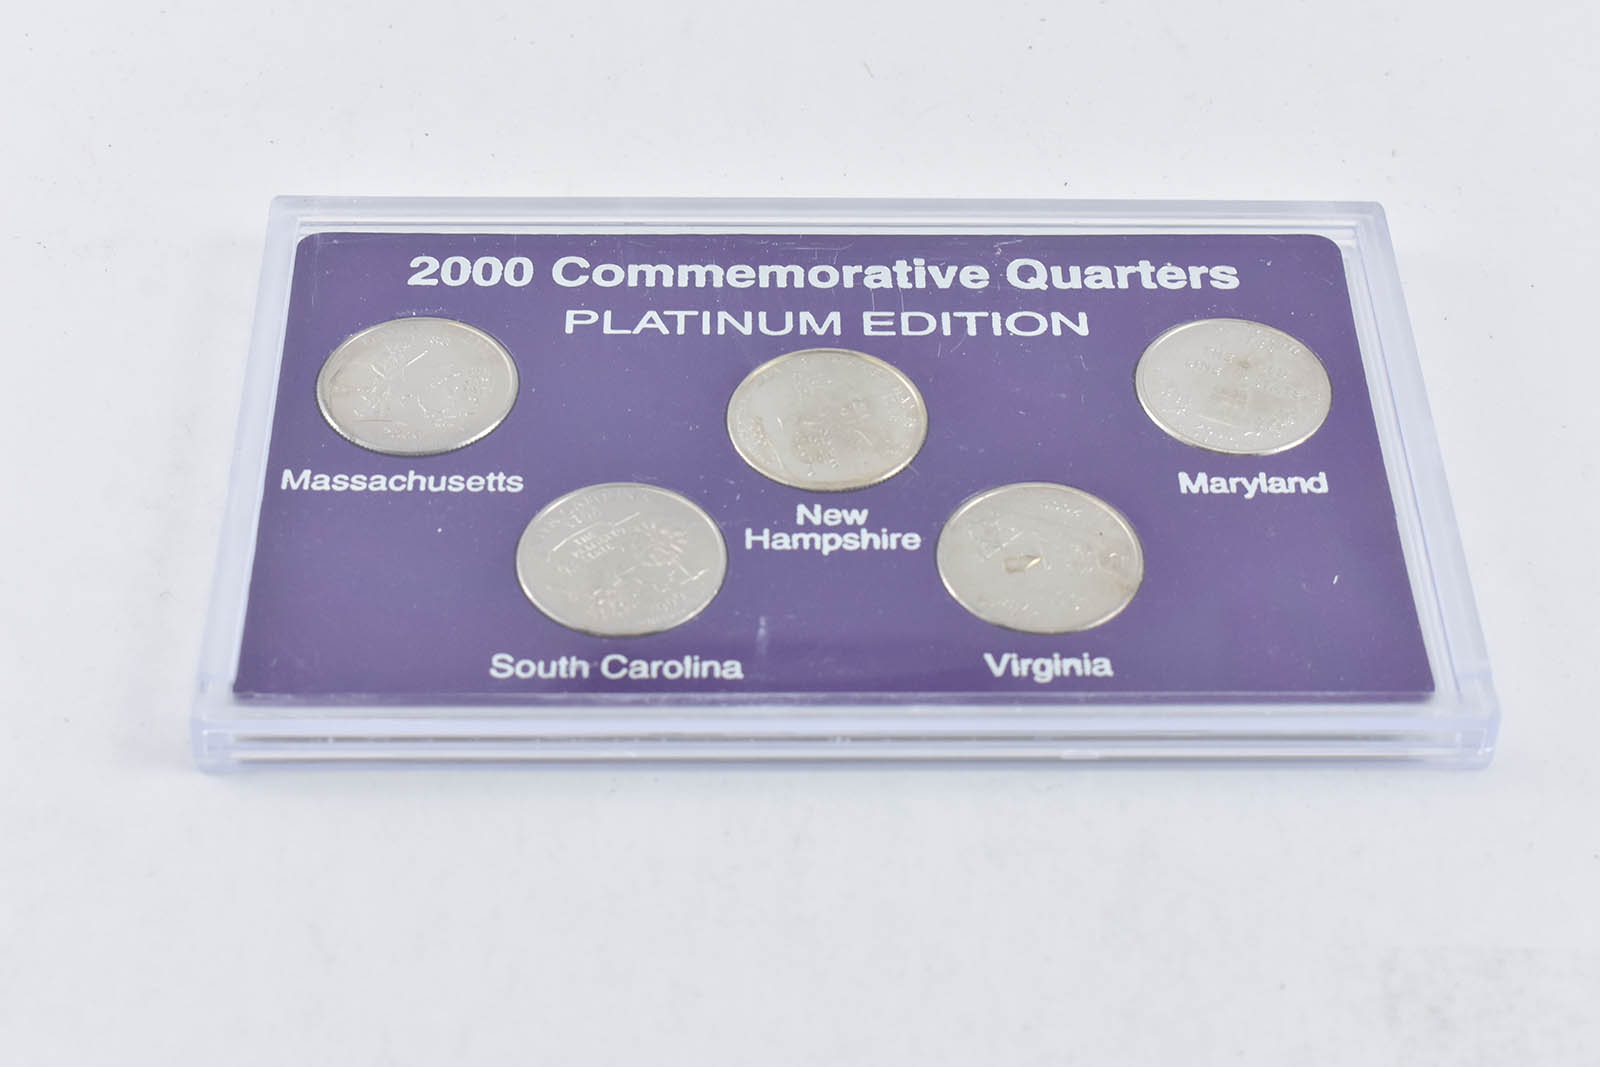 2000 Commemorative Quarters
PLATINUM EDITION
Massachusetts
New
Hampshire
Maryland
South Carolina
Virginia